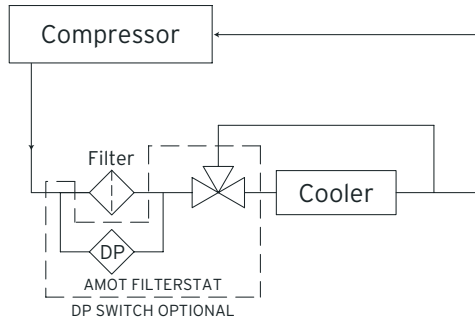 Compressor
Filter
Cooler
DP
AMOT FILTERSTAT
DP SWITCH OPTIONAL